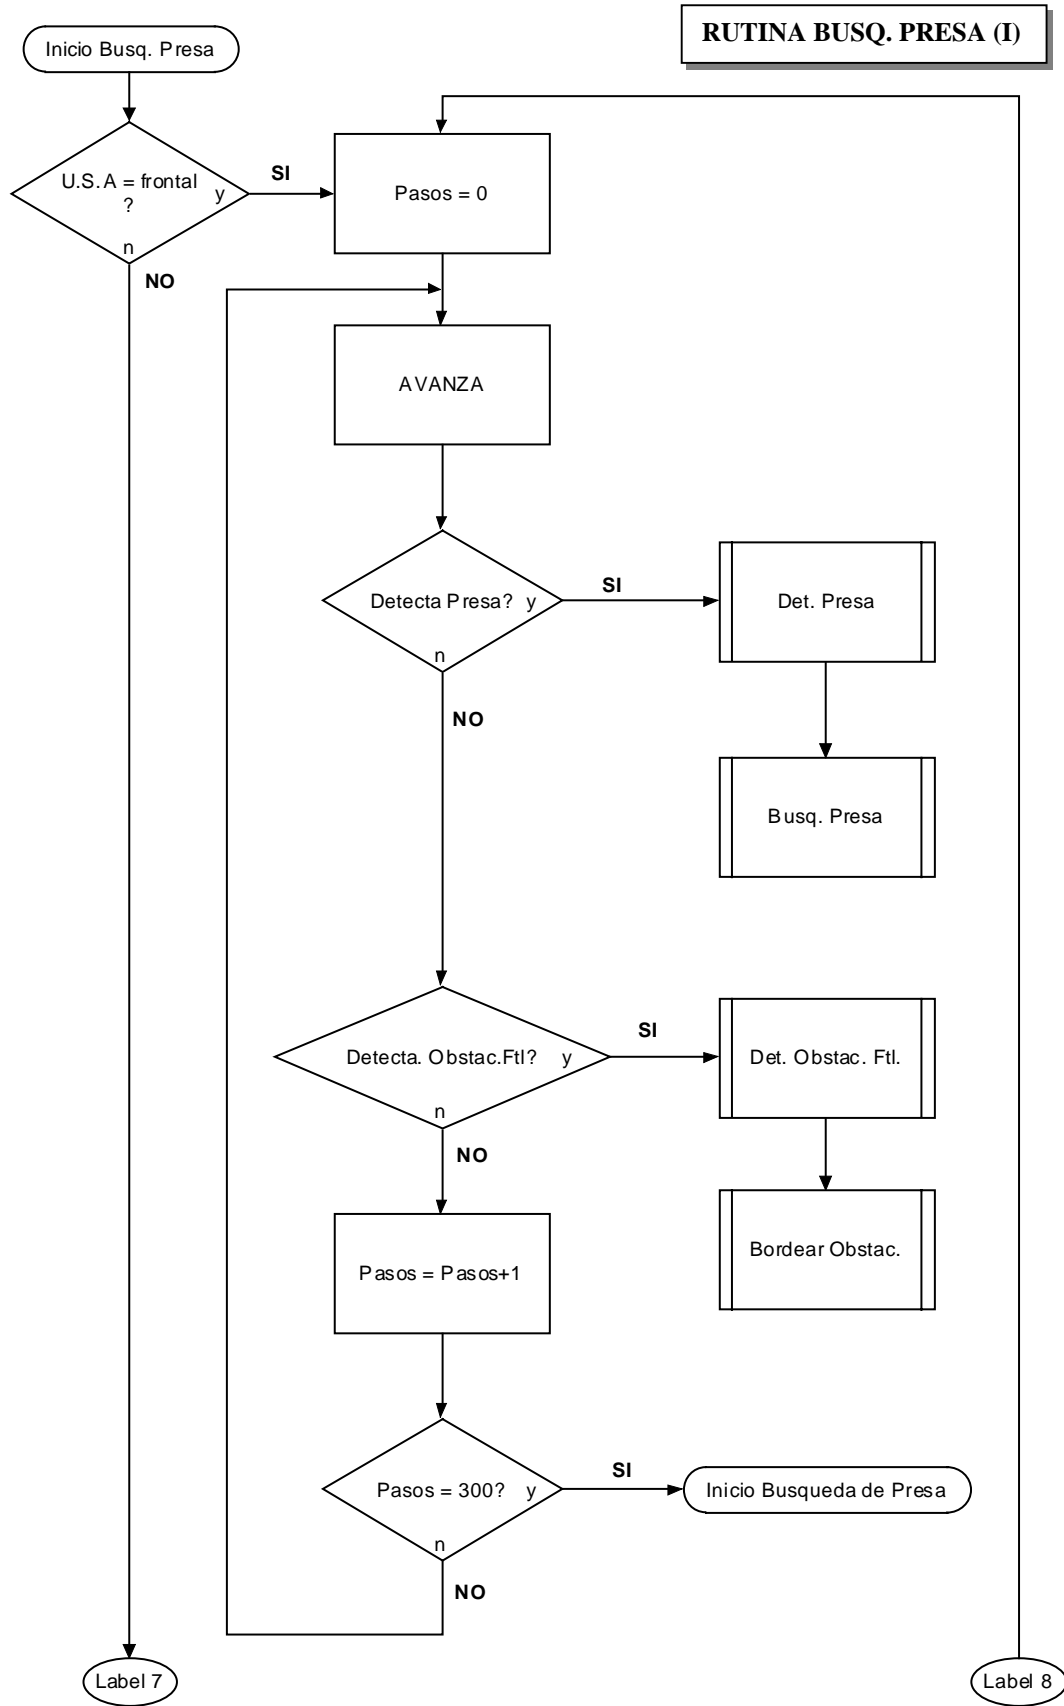 RUTINA BUSQ. PRESA (I)
Inicio Busq. Presa
U.S.A = frontal
?
y
n
SI
NO
Pasos = 0
AVANZA
Detecta Presa?
y
n
SI
NO
Det. Presa
Busq. Presa
Detecta. Obstac.Ftl?
y
n
SI
NO
Det. Obstac. Ftl.
Bordear Obstac.
Pasos = Pasos+1
Pasos = 300?
y
n
SI
NO
Inicio Busqueda de Presa
Label 7
Label 8